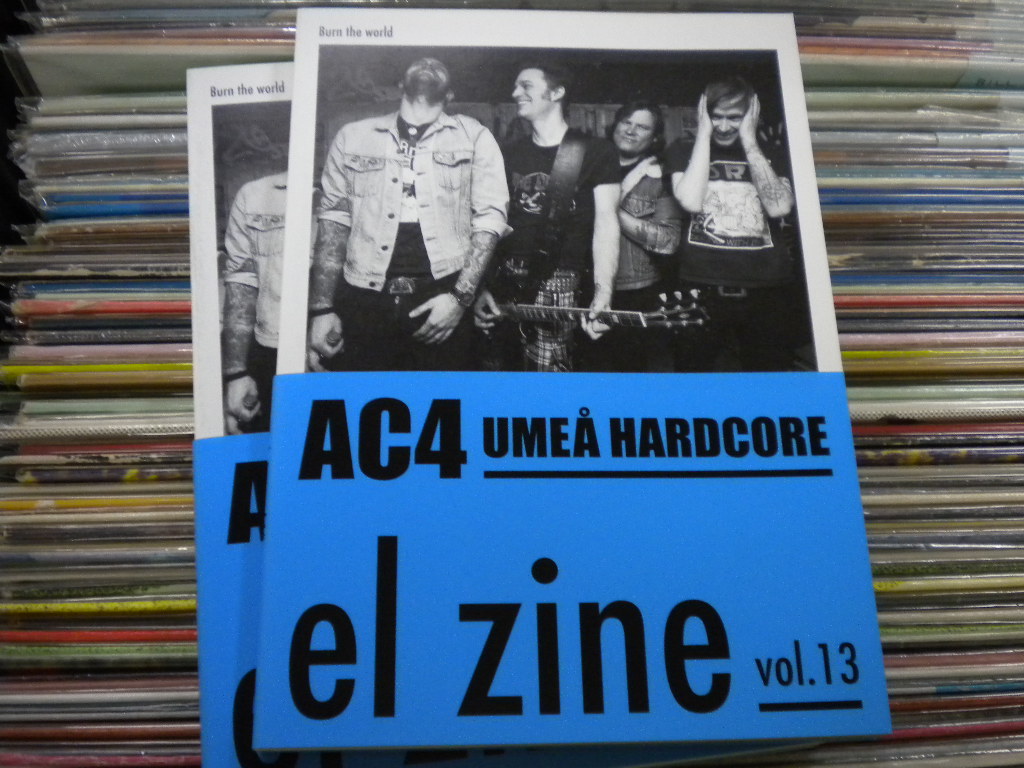 Burn the world
Burn the world
AC4 UMEÅ HARDCORE
el zine vol.13